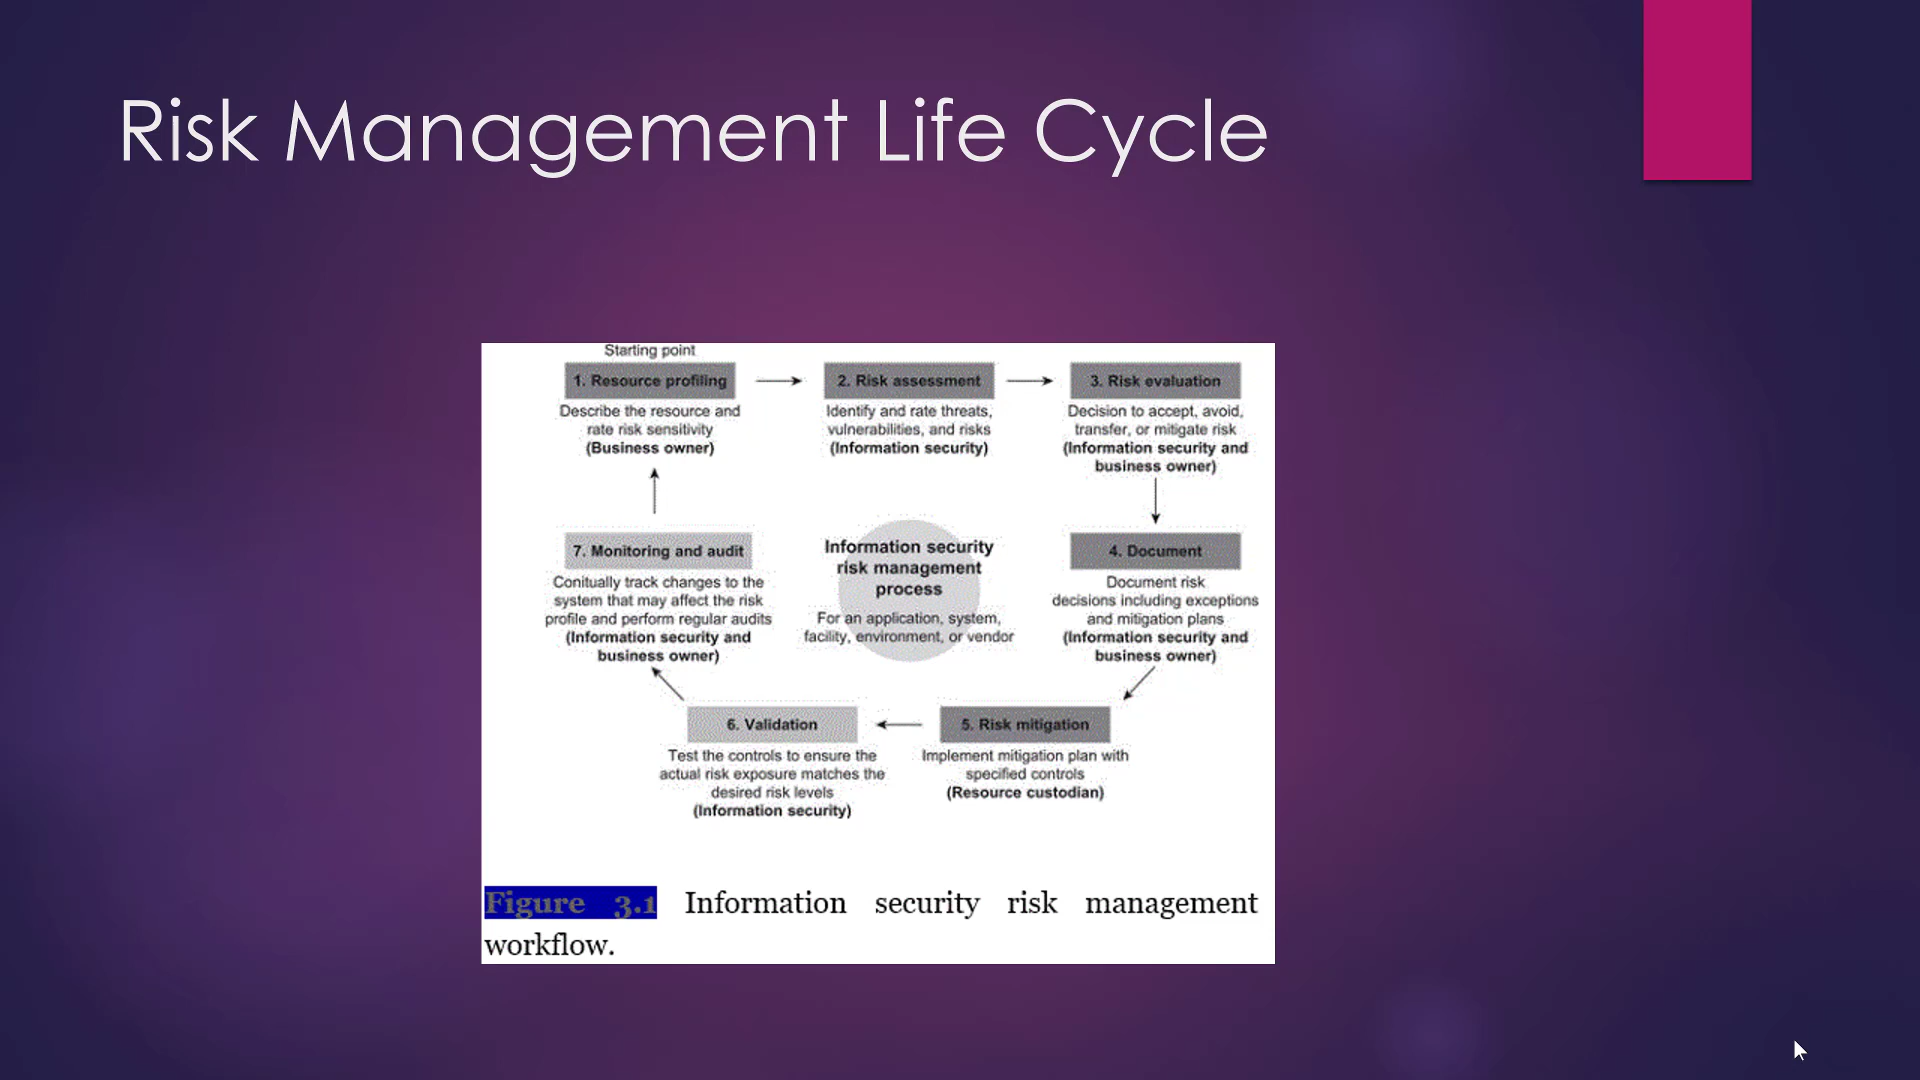 Risk Management Life Cycle
Starting point
1. Resource profiling
Describe the resource and
rate risk sensitivity
(Business owner)
2. Risk assessment
Identify and rate threats,
vulnerabilities, and risks
(Information security)
3. Risk evaluation
Decision to accept, avoid,
transfer, or mitigate risk
(Information security and
business owner)
4. Document
Document risk
decisions including exceptions
and mitigation plans
(Information security and
business owner)
5. Risk mitigation
Implement mitigation plan with
specified controls
(Resource custodian)
6. Validation
Test the controls to ensure the
actual risk exposure matches the
desired risk levels
(Information security)
7. Monitoring and audit
Conitually track changes to the
system that may affect the risk
profile and perform regular audits
(Information security and
business owner)
Information security
risk management
process
For an application, system,
facility, environment, or vendor
Figure 3.1 Information security risk management
workflow.